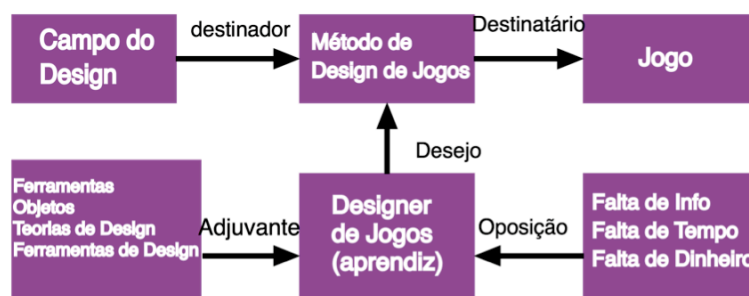 Campo do
Design
destinador
Método de
Design de Jogos
Destinatário
Jogo
Desejo
Ferramentas
Objetos
Teorias de Design
Ferramentas de Design
Adjuvante
Designer
de Jogos
(aprendiz)
Oposição
Falta de Info
Falta de Tempo
Falta de Dinheiro